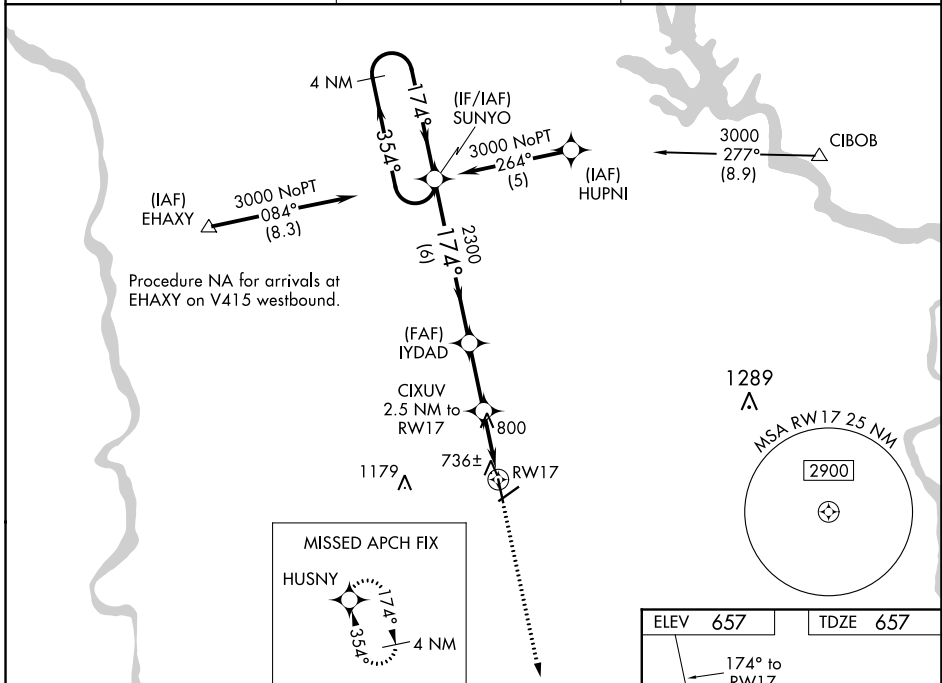 4 NM
174°
354°
(IF/IAF)
SUNYO
3000 NoPT
264°
(5)
(IAF)
HUPNI
3000
277°
(8.9)
CIBOB
(IAF)
EHAXY
3000 NoPT
084°
(8.3)
Procedure NA for arrivals at
EHAXY on V415 westbound.
2300
174°
(6)
(FAF)
IYDAD
CIXUV
2.5 NM to
RW17
800
736±
RW17
1179
1289
MSA RW17 25 NM
2900
MISSED APCH FIX
HUSNY
174°
354°
4 NM
ELEV 657
TDZE 657
174° to
RW17